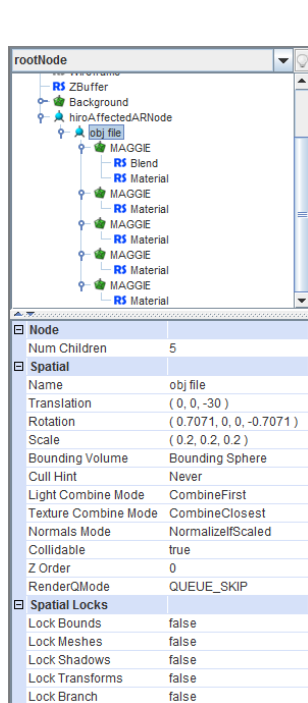 rootNode
RS ZBuffer
Background
hiroAffectedARNode
obj file
MAGGIE
RS Blend
RS Material
MAGGIE
RS Material
MAGGIE
RS Material
MAGGIE
RS Material
MAGGIE
RS Material
Node
Num Children 5
Spatial
Name obj file
Translation ( 0, 0, -30 )
Rotation ( 0.7071, 0, 0, -0.7071 )
Scale ( 0.2, 0.2, 0.2 )
Bounding Volume Bounding Sphere
Cull Hint Never
Light Combine Mode CombineFirst
Texture Combine Mode CombineClosest
Normals Mode NormalizeIfScaled
Collidable true
Z Order 0
RenderQMode QUEUE_SKIP
Spatial Locks
Lock Bounds false
Lock Meshes false
Lock Shadows false
Lock Transforms false
Lock Branch false